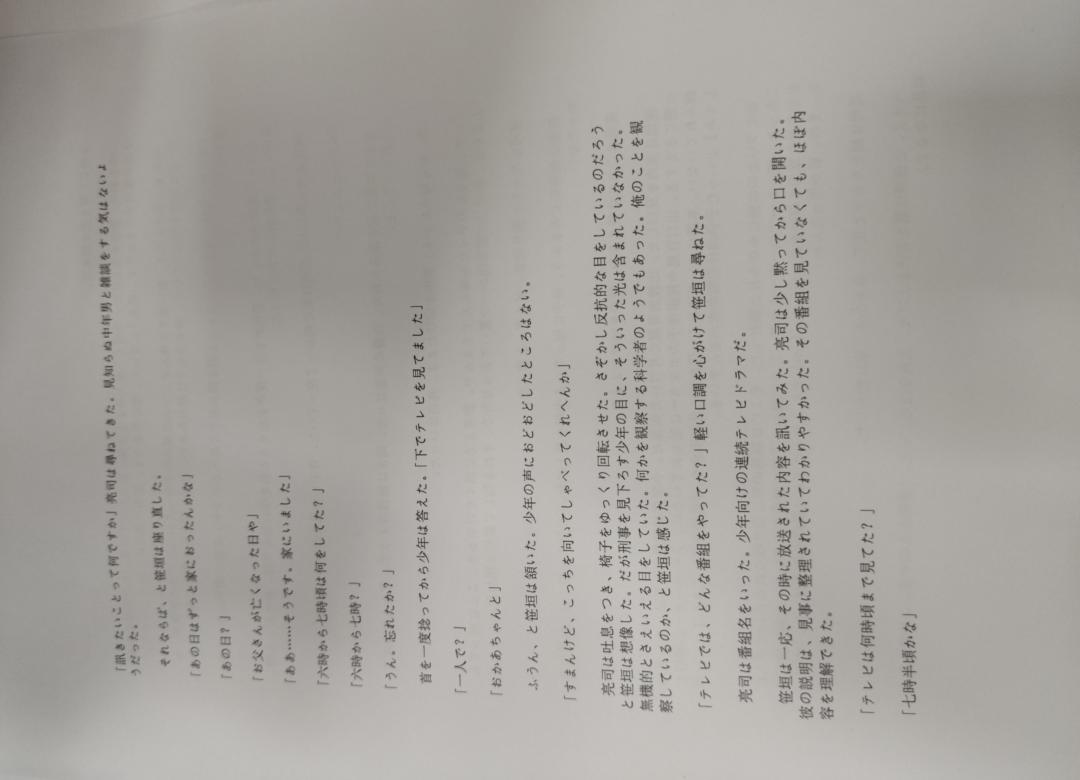 「訊きたいことって何ですか」亮司は尋ねてきた。見知らぬ中年男と雑談をする気はないよ
うだった。
それならば、と笹垣は座り直した。
「あの日はずっと家におったんかな」
「あの日？」
「お父さんが亡くなった日や」
「ああ……そうです。家にいました」
「六時から七時頃は何をしてた？」
「六時から七時？」
「うん。忘れたか？」
首を一度捻ってから少年は答えた。「下でテレビを見てました」
「一人で？」
「おかあちゃんと」
ふうん、と笹垣は頷いた。少年の声におどおどしたところはない。
「すまんけど、こっちを向いてしゃべってくれへんか」
亮司は吐息をつき、椅子をゆっくり回転させた。さぞかし反抗的な目をしているのだろう
と笹垣は想像した。だが刑事を見下ろす少年の目に、そういった光は含まれていなかった。
無機的とさえいえる目をしていた。何かを観察する科学者のようでもあった。俺のことを観
察しているのか、と笹垣は感じた。
「テレビでは、どんな番組をやってた？」軽い口調を心がけて笹垣は尋ねた。
亮司は番組名をいった。少年向けの連続テレビドラマだ。
笹垣は一応、その時に放送された内容を訊いてみた。亮司は少し黙ってから口を開いた。
彼の説明は、見事に整理されていてわかりやすかった。その番組を見ていなくても、ほぼ内
容を理解できた。
「テレビは何時頃まで見てた？」
「七時半頃かな」